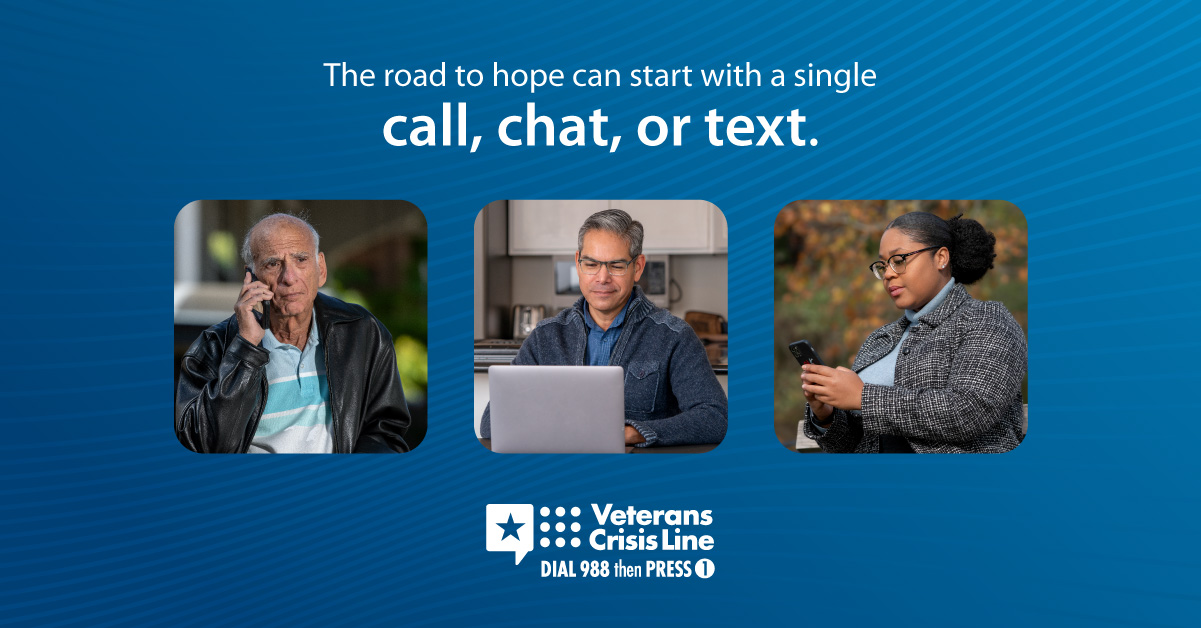 The road to hope can start with a single
call, chat, or text.
Veterans
Crisis Line
DIAL 988 then PRESS 1